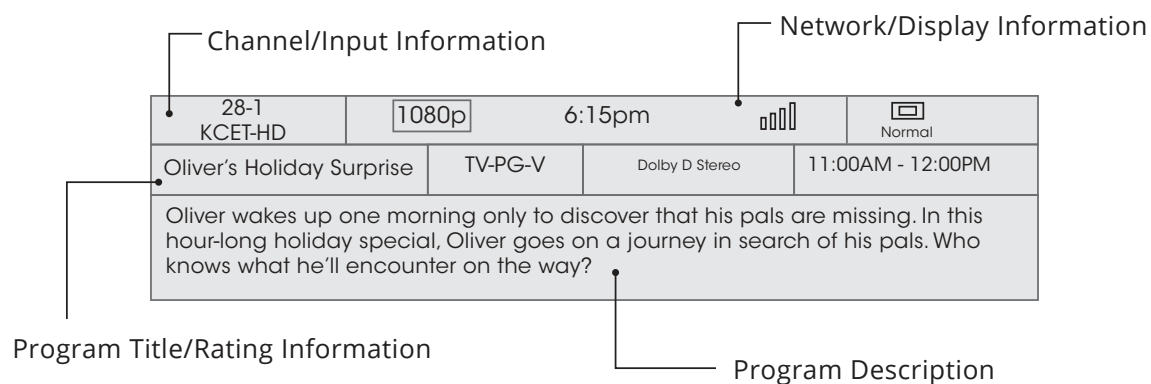 Channel/Input Information
Network/Display Information
28-1
KCET-HD
1080p
6:15pm
Normal
Oliver's Holiday Surprise
TV-PG-V
Dolby D Stereo
11:00AM - 12:00PM
Oliver wakes up one morning only to discover that his pals are missing. In this
hour-long holiday special, Oliver goes on a journey in search of his pals. Who
knows what he'll encounter on the way?
Program Title/Rating Information
Program Description